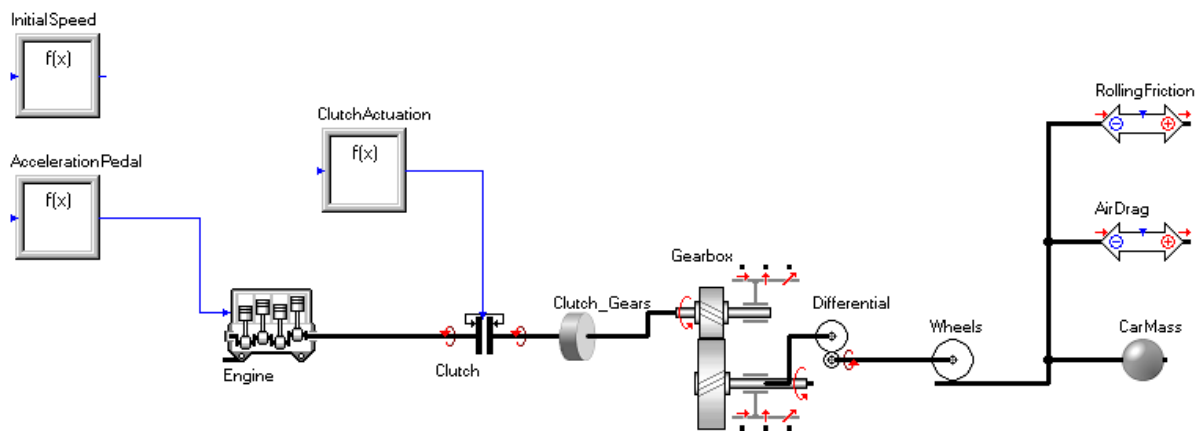 InitialSpeed
f(x)
ClutchActuation
f(x)
AccelerationPedal
f(x)
RollingFriction
AirDrag
Gearbox
Clutch_Gears
Differential
Wheels
CarMass
Engine
Clutch